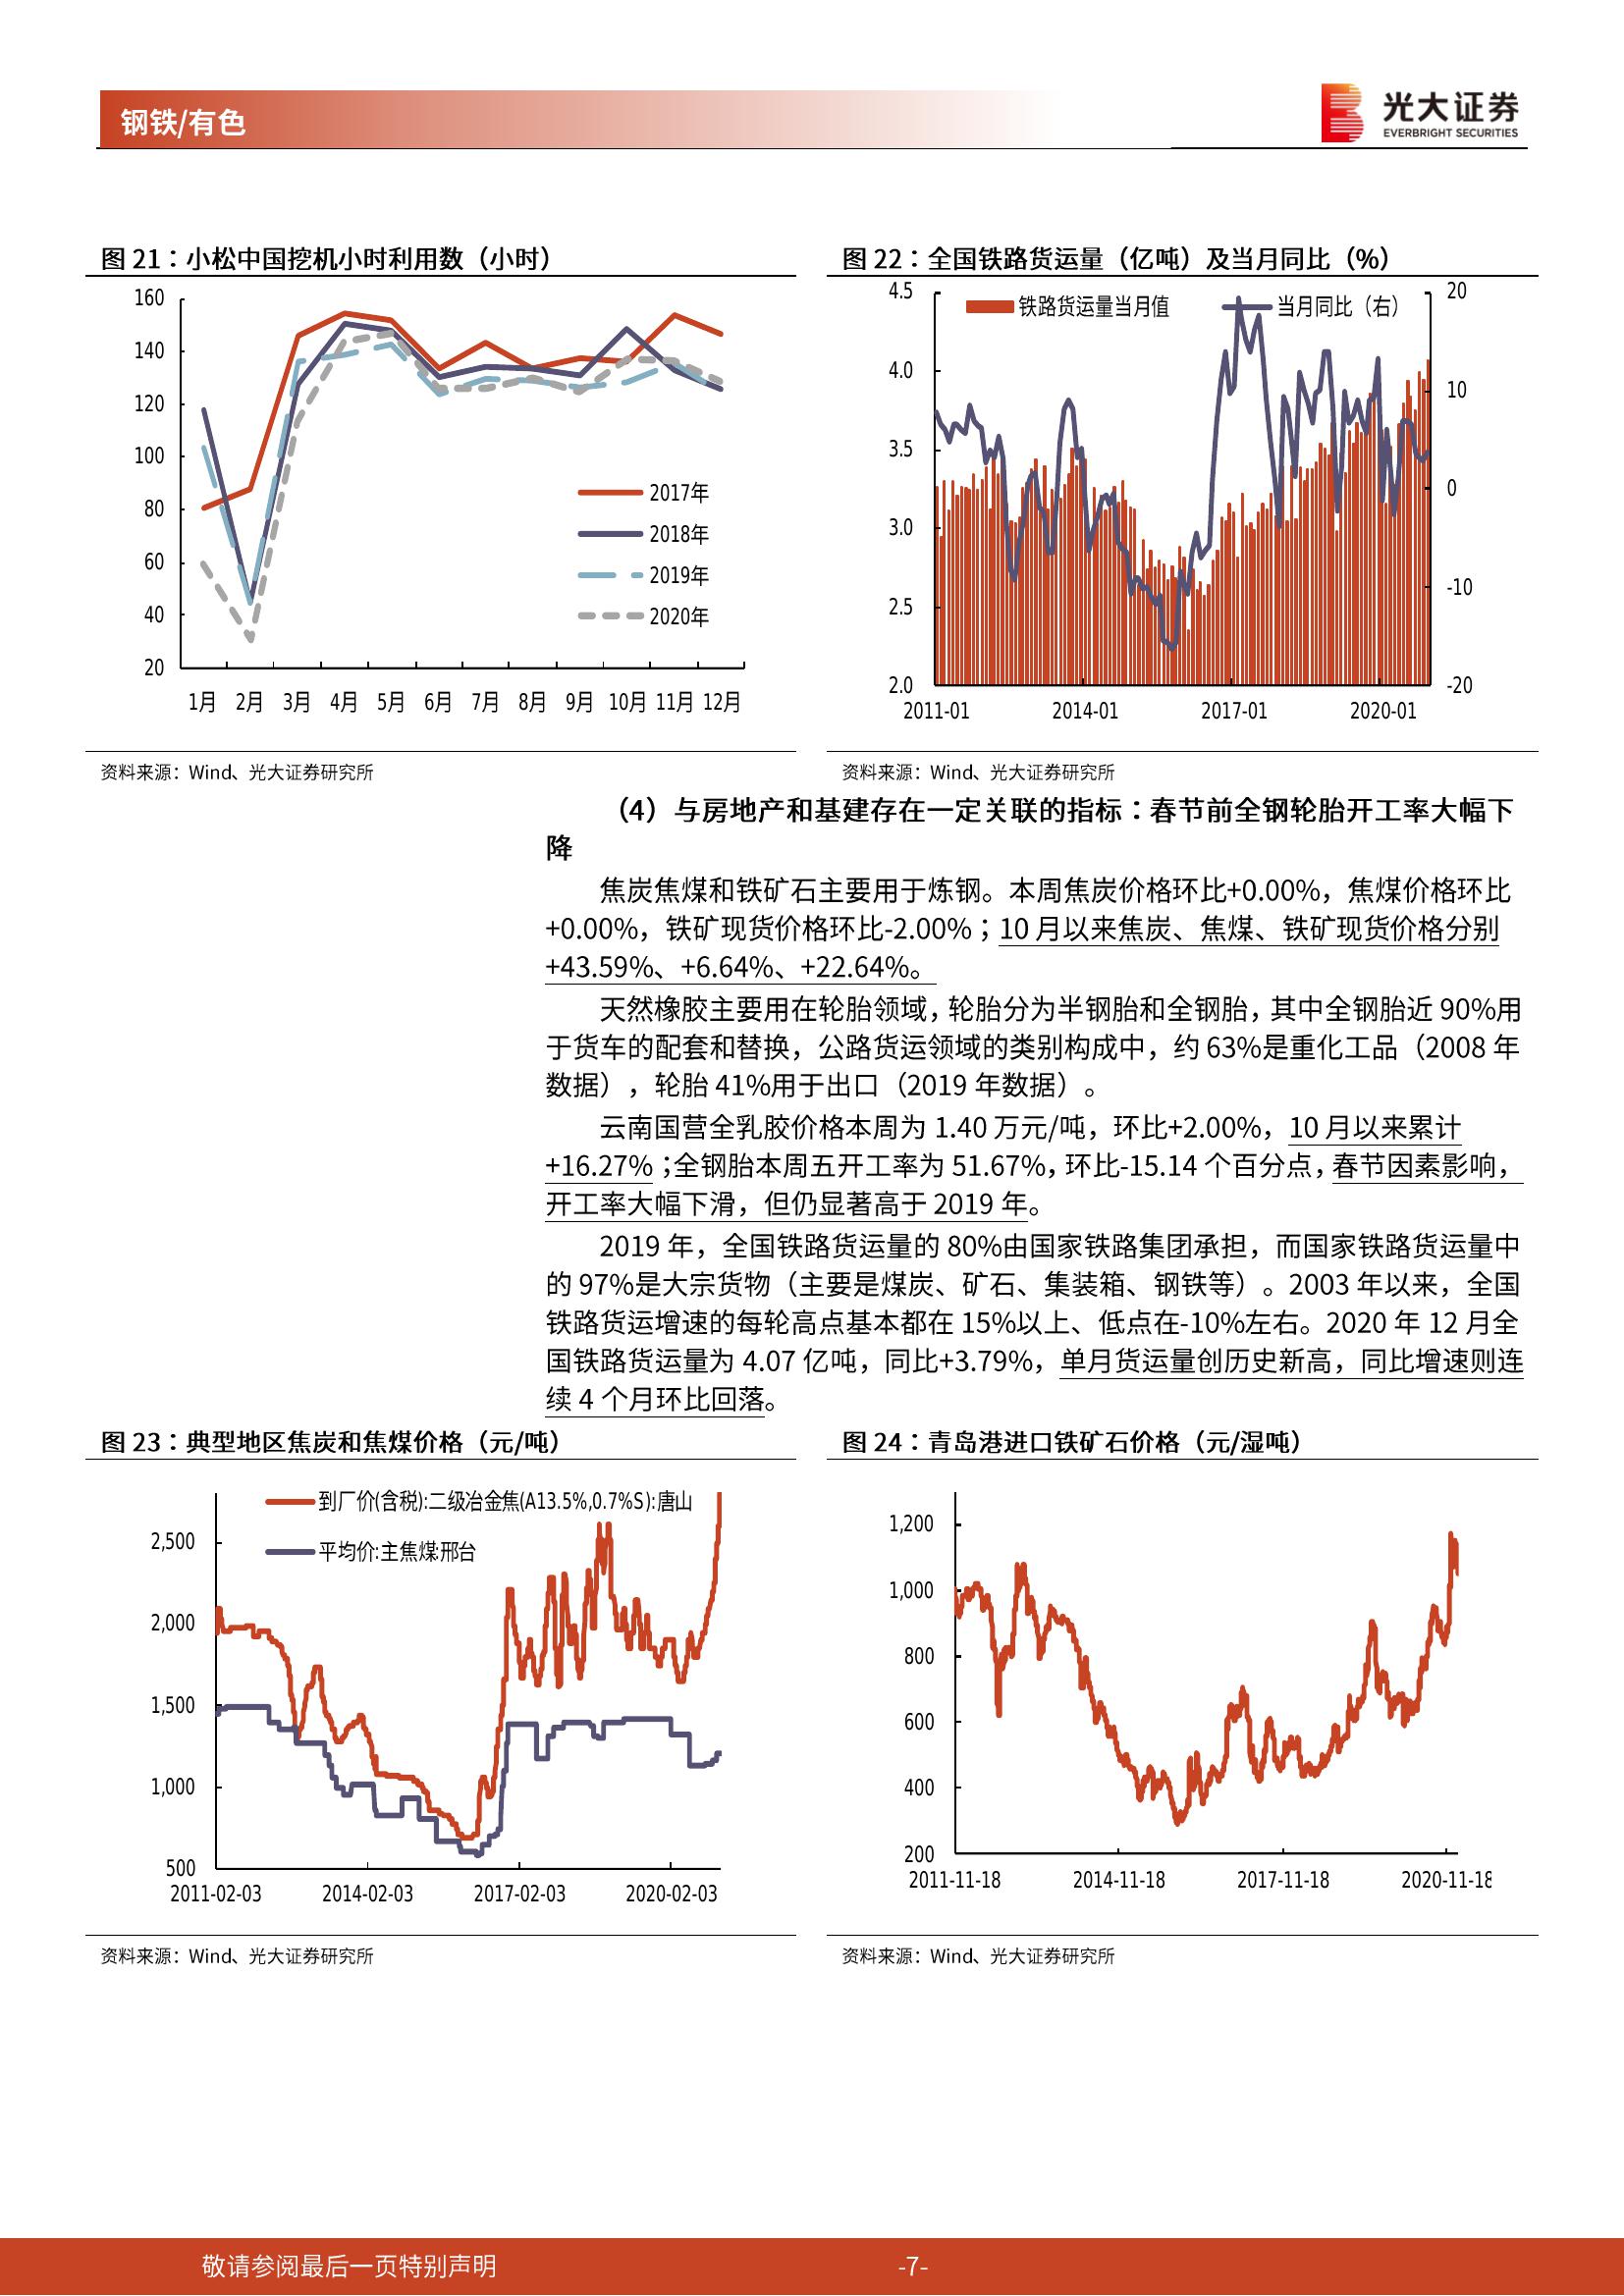 钢铁/有色
光大证券
EVERBRIGHT SECURITIES
图 21：小松中国挖机小时利用数（小时）
160
140
120
100
80
60
40
20
2017年
2018年
2019年
2020年
1月 2月 3月 4月 5月 6月 7月 8月 9月 10月 11月 12月
资料来源：Wind、光大证券研究所
图 22：全国铁路货运量（亿吨）及当月同比（%）
铁路货运量当月值
当月同比（右）
4.5
4.0
3.5
3.0
2.5
2.0
20
10
0
-10
-20
2011-01 2014-01 2017-01 2020-01
资料来源：Wind、光大证券研究所
（4）与房地产和基建存在一定关联的指标：春节前全钢轮胎开工率大幅下
降
焦炭焦煤和铁矿石主要用于炼钢。本周焦炭价格环比+0.00%，焦煤价格环比
+0.00%，铁矿现货价格环比-2.00%；10 月以来焦炭、焦煤、铁矿现货价格分别
+43.59%、+6.64%、+22.64%。
天然橡胶主要用在轮胎领域，轮胎分为半钢胎和全钢胎，其中全钢胎近 90%用
于货车的配套和替换，公路货运领域的类别构成中，约 63%是重化工品（2008 年
数据），轮胎 41%用于出口（2019 年数据）。
云南国营全乳胶价格本周为 1.40 万元/吨，环比+2.00%，10 月以来累计
+16.27%；全钢胎本周五开工率为 51.67%，环比-15.14 个百分点，春节因素影响，
开工率大幅下滑，但仍显著高于 2019 年。
2019 年，全国铁路货运量的 80%由国家铁路集团承担，而国家铁路货运量中
的 97%是大宗货物（主要是煤炭、矿石、集装箱、钢铁等）。2003 年以来，全国
铁路货运增速的每轮高点基本都在 15%以上、低点在-10%左右。2020 年 12 月全
国铁路货运量为 4.07 亿吨，同比+3.79%，单月货运量创历史新高，同比增速则连
续 4 个月环比回落。
图 23：典型地区焦炭和焦煤价格（元/吨）
到厂价(含税):二级冶金焦(A13.5%,0.7%S):唐山
平均价:主焦煤:邢台
2,500
2,000
1,500
1,000
500
2011-02-03 2014-02-03 2017-02-03 2020-02-03
资料来源：Wind、光大证券研究所
图 24：青岛港进口铁矿石价格（元/湿吨）
1,200
1,000
800
600
400
200
2011-11-18 2014-11-18 2017-11-18 2020-11-18
资料来源：Wind、光大证券研究所
敬请参阅最后一页特别声明
-7-